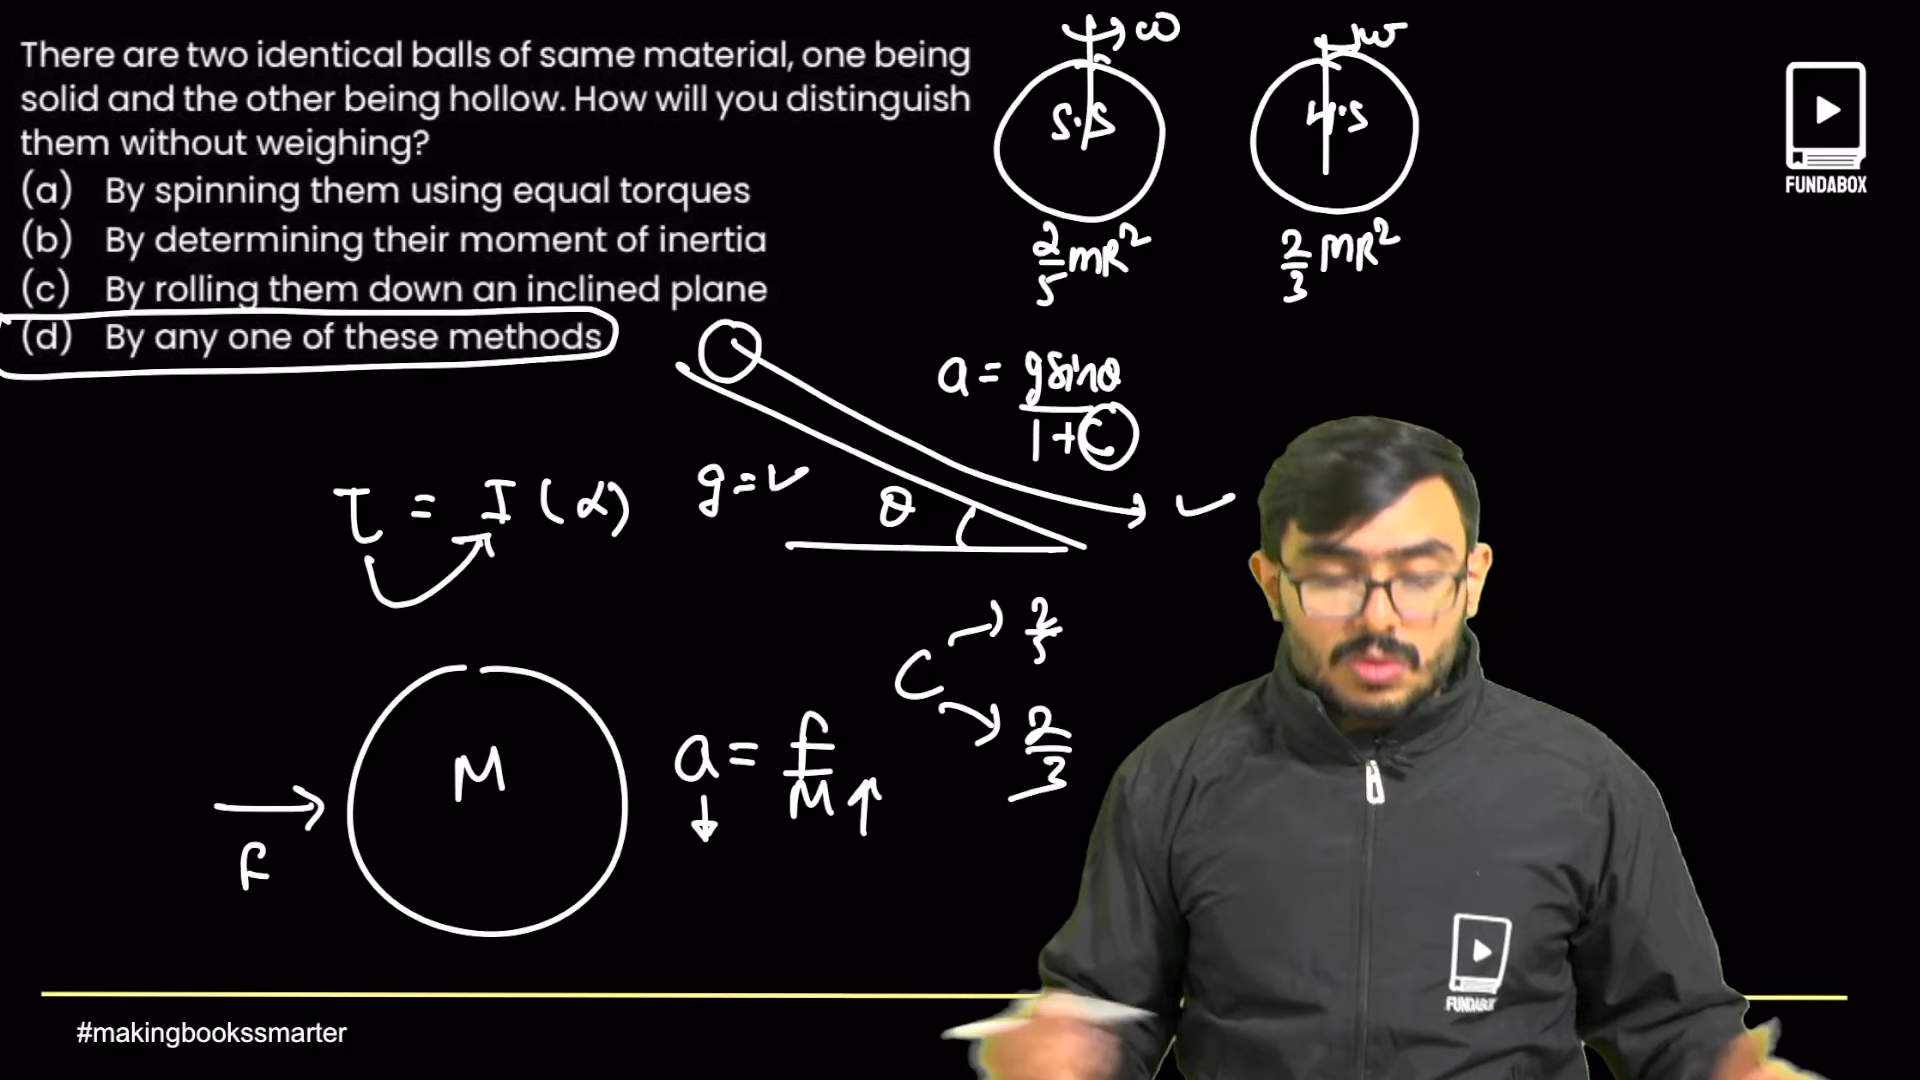 There are two identical balls of same material, one being
solid and the other being hollow. How will you distinguish
them without weighing?
(a) By spinning them using equal torques
(b) By determining their moment of inertia
(c) By rolling them down an inclined plane
(d) By any one of these methods
ω
S.S
2/5 MR²
ω
H.S
2/3 MR²
FUNDABOX
a = gsinθ / 1+C
τ = I (α)
g=
θ
C
2/5
2/3
M
F
a = f/M ↑
FUNDABOX
#makingbookssmarter